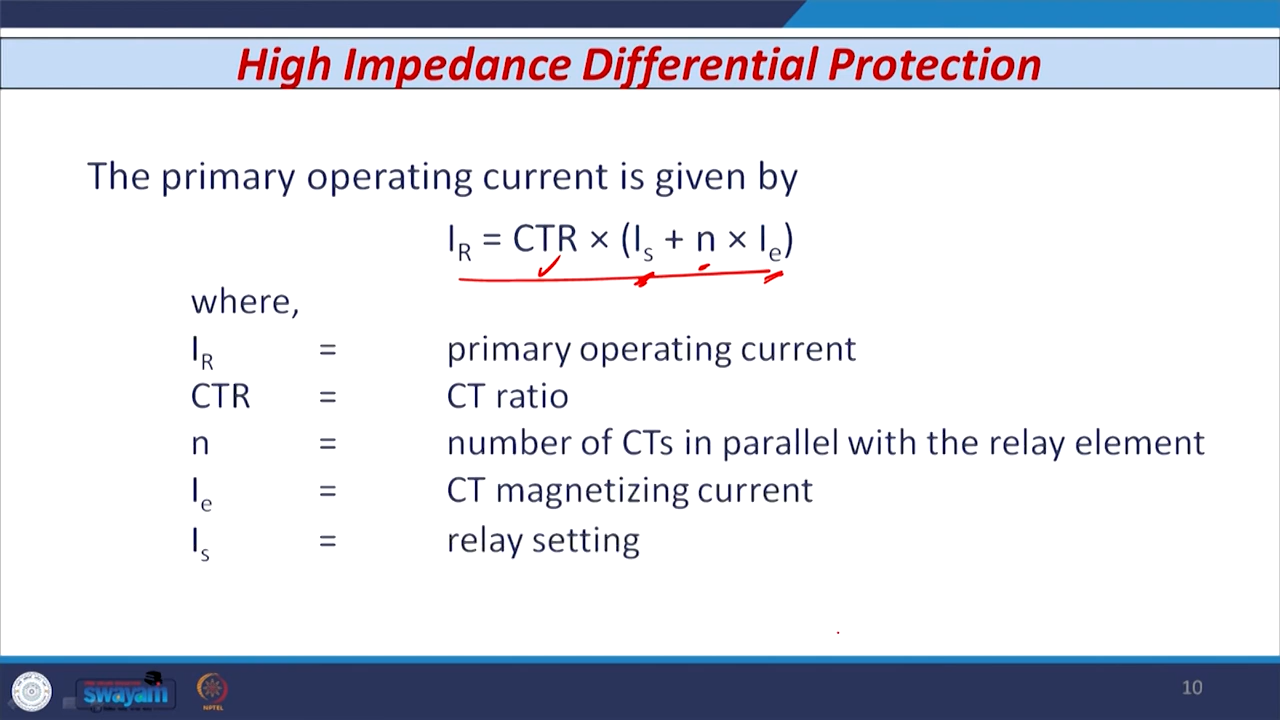 High Impedance Differential Protection
The primary operating current is given by
I_R = CTR × (I_s + n × I_e)
where,
I_R = primary operating current
CTR = CT ratio
n = number of CTs in parallel with the relay element
I_e = CT magnetizing current
I_s = relay setting
swayam
NPTEL
10